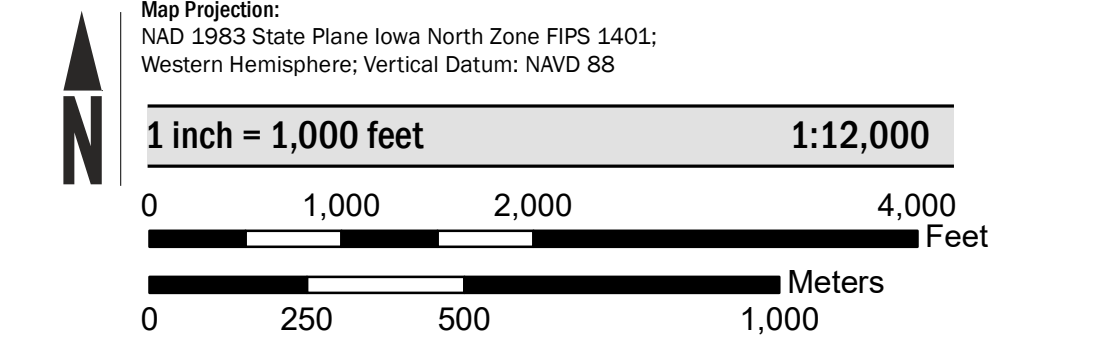 Map Projection:
NAD 1983 State Plane Iowa North Zone FIPS 1401;
Western Hemisphere; Vertical Datum: NAVD 88
N
1 inch = 1,000 feet 1:12,000
0 1,000 2,000 4,000
Feet
Meters
0 250 500 1,000